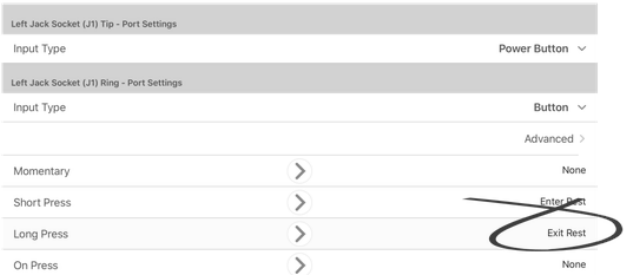 Left Jack Socket (J1) Tip - Port Settings
Input Type Power Button
Left Jack Socket (J1) Ring - Port Settings
Input Type Button
Advanced
Momentary None
Short Press Enter Rest
Long Press Exit Rest
On Press None